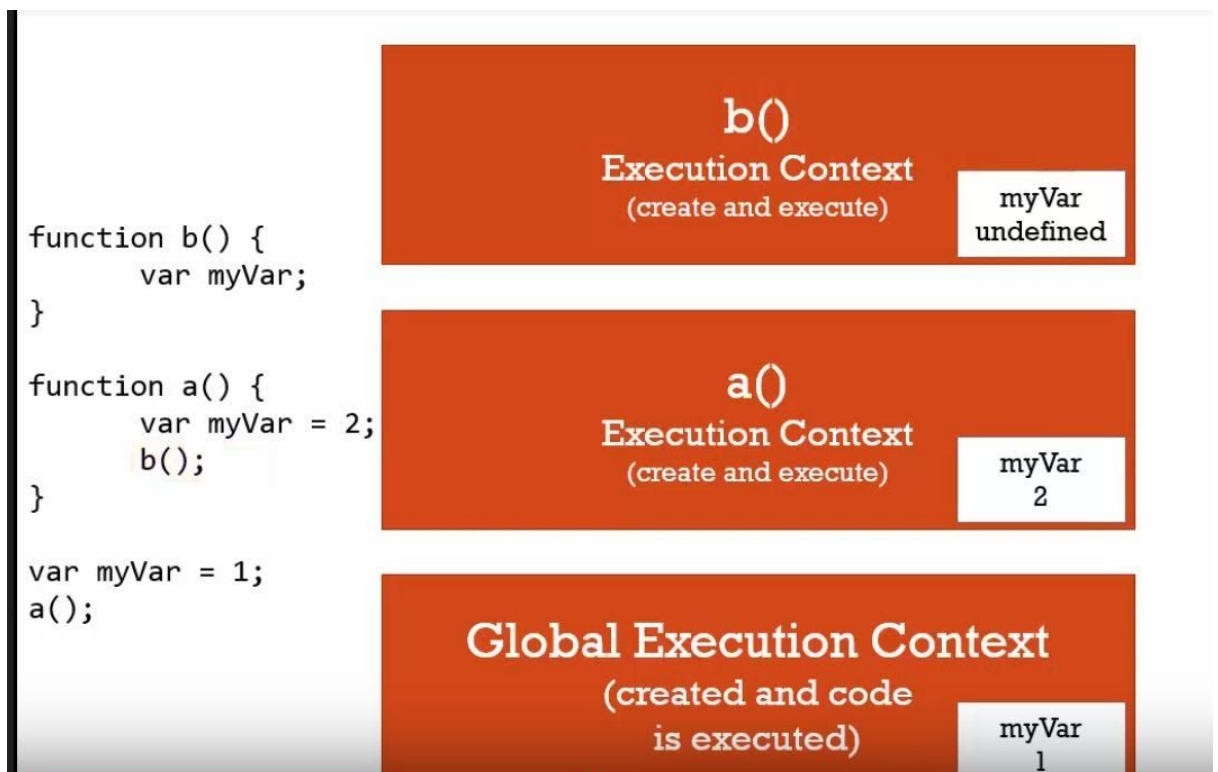 function b() {
var myVar;
}
function a() {
var myVar = 2;
b();
}
var myVar = 1;
a();
b()
Execution Context
(create and execute)
myVar
undefined
a()
Execution Context
(create and execute)
myVar
2
Global Execution Context
(created and code
is executed)
myVar
1